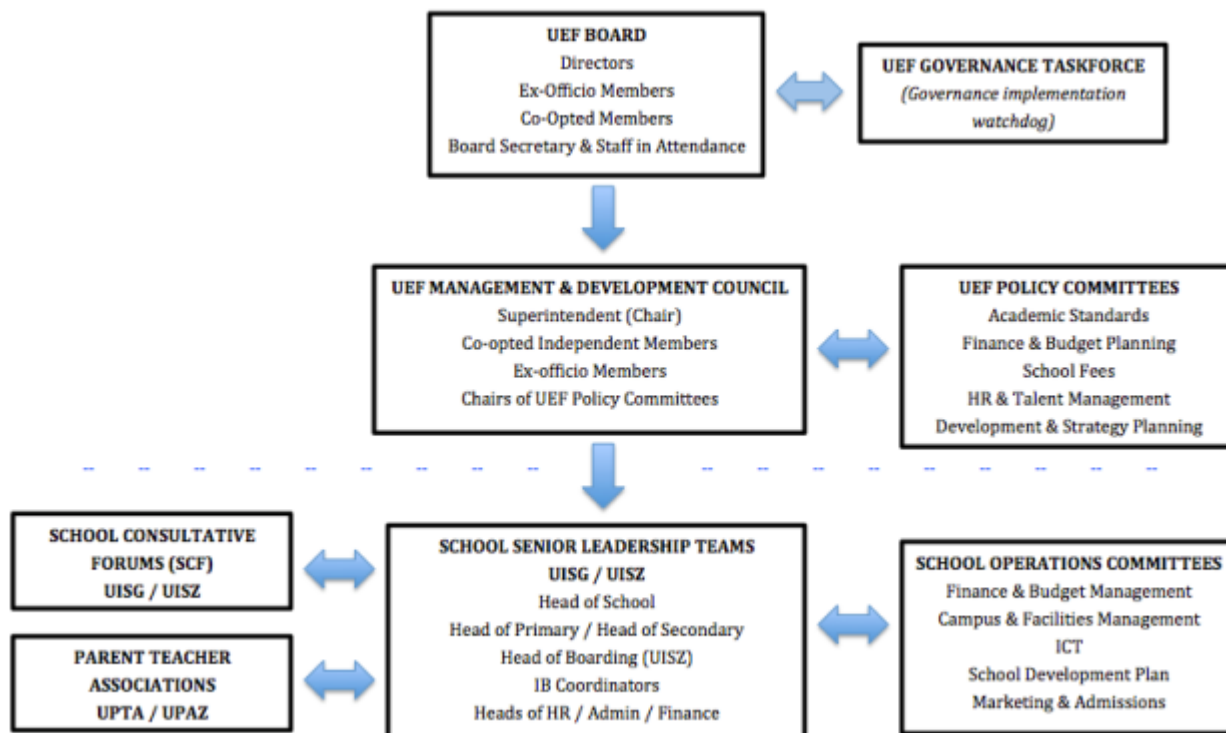 UEF BOARD
Directors
Ex-Officio Members
Co-Opted Members
Board Secretary & Staff in Attendance
UEF GOVERNANCE TASKFORCE
(Governance implementation
watchdog)
UEF MANAGEMENT & DEVELOPMENT COUNCIL
Superintendent (Chair)
Co-opted Independent Members
Ex-officio Members
Chairs of UEF Policy Committees
UEF POLICY COMMITTEES
Academic Standards
Finance & Budget Planning
School Fees
HR & Talent Management
Development & Strategy Planning
SCHOOL CONSULTATIVE
FORUMS (SCF)
UISG / UISZ
PARENT TEACHER
ASSOCIATIONS
UPTA / UPAZ
SCHOOL SENIOR LEADERSHIP TEAMS
UISG / UISZ
Head of School
Head of Primary / Head of Secondary
Head of Boarding (UISZ)
IB Coordinators
Heads of HR / Admin / Finance
SCHOOL OPERATIONS COMMITTEES
Finance & Budget Management
Campus & Facilities Management
ICT
School Development Plan
Marketing & Admissions